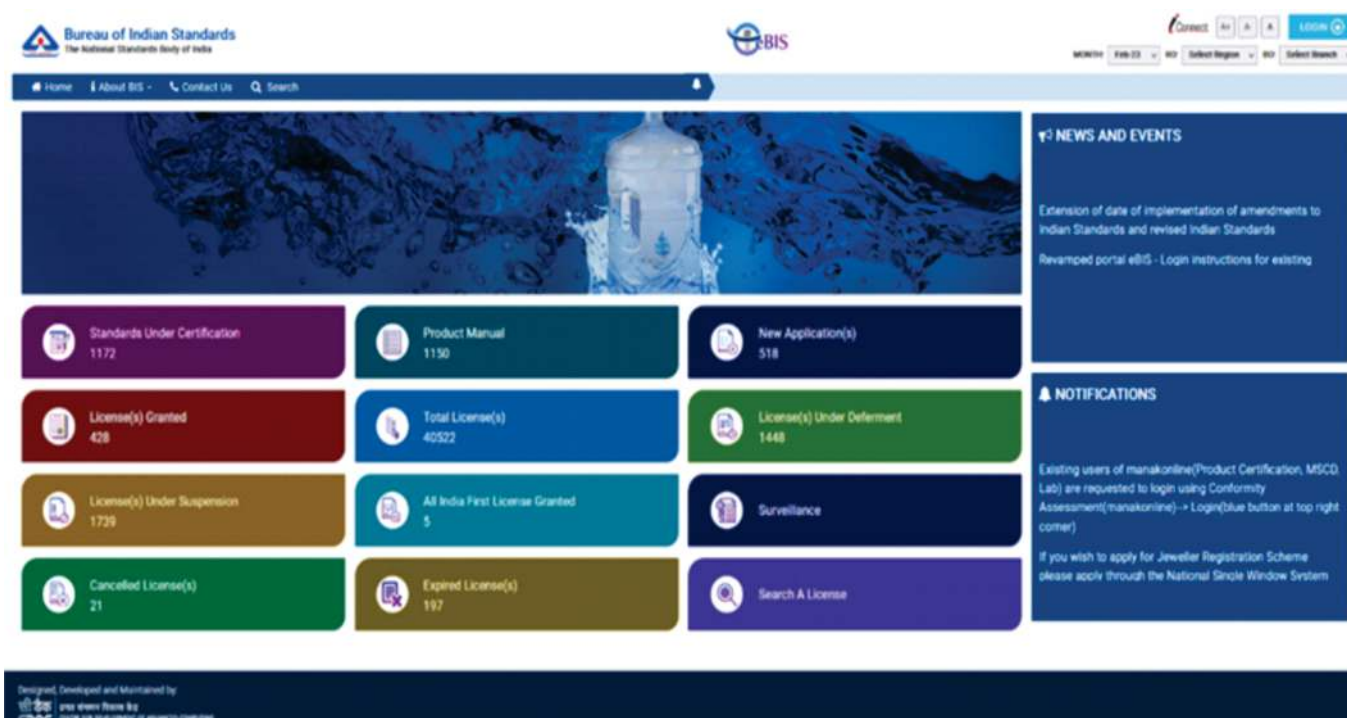 Bureau of Indian Standards
The National Standards Body of India
eBIS
Connect A+ A A LOGIN
MONTH: Feb-23 RO: Select Region BO: Select Branch
Home About BIS Contact Us Search
NEWS AND EVENTS
Extension of date of implementation of amendments to
Indian Standards and revised Indian Standards
Revamped portal eBIS - Login instructions for existing
Standards Under Certification
1172
Product Manual
1150
New Application(s)
518
License(s) Granted
428
Total License(s)
40522
License(s) Under Deferment
1448
License(s) Under Suspension
1739
All India First License Granted
5
Surveillance
Cancelled License(s)
21
Expired License(s)
197
Search A License
NOTIFICATIONS
Existing users of manakonline(Product Certification, MSCD,
Lab) are requested to login using Conformity
Assessment(manakonline)--> Login(blue button at top right
corner)
If you wish to apply for Jeweller Registration Scheme
please apply through the National Single Window System
Designed, Developed and Maintained by:
सी डैक